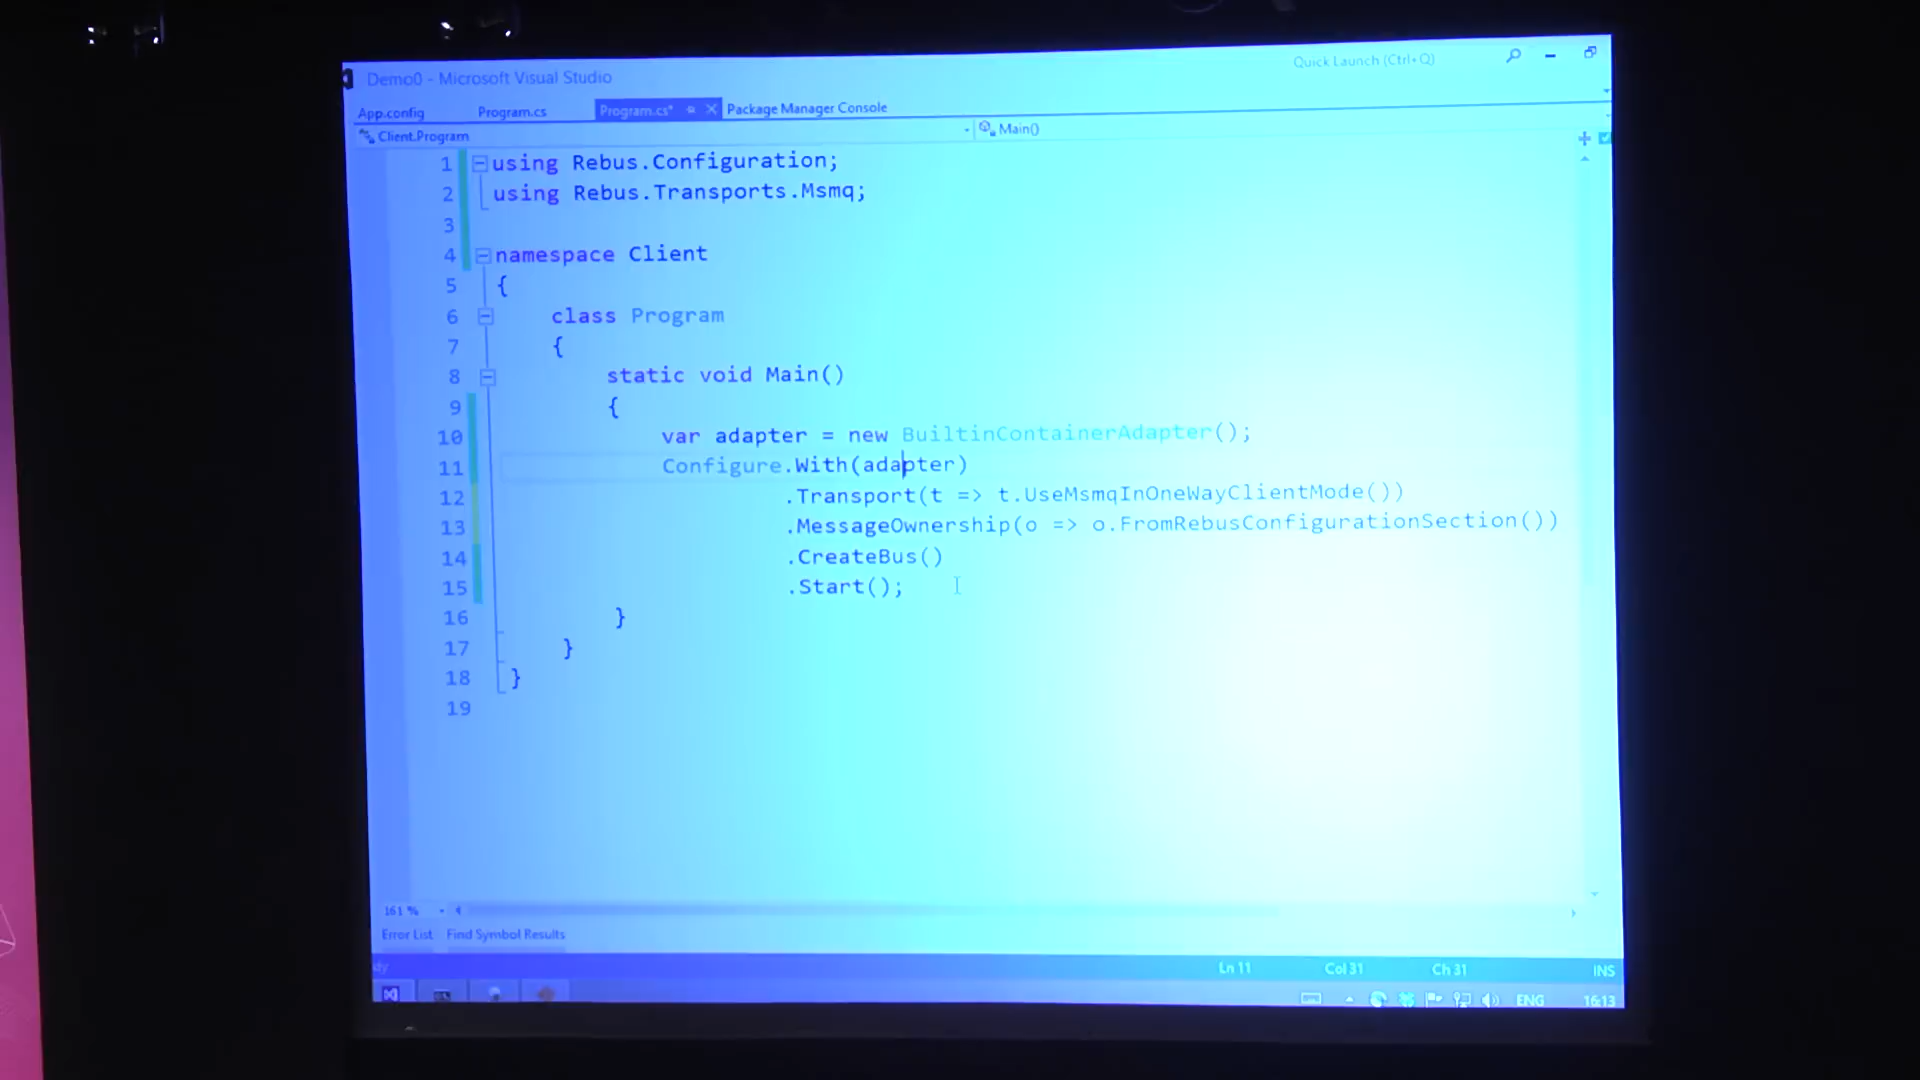 Demo0 - Microsoft Visual Studio
Quick Launch (Ctrl+Q)
App.config
Program.cs
Program.cs*
Package Manager Console
Client.Program
Main()
1 using Rebus.Configuration;
2 using Rebus.Transports.Msmq;
3
4 namespace Client
5 {
6 class Program
7 {
8 static void Main()
9 {
10 var adapter = new BuiltinContainerAdapter();
11 Configure.With(adapter)
12 .Transport(t => t.UseMsmqInOneWayClientMode())
13 .MessageOwnership(o => o.FromRebusConfigurationSection())
14 .CreateBus()
15 .Start();
16 }
17 }
18 }
19
161 %
Error List Find Symbol Results
Ln 11 Col 31 Ch 31 INS
ENG 16:13